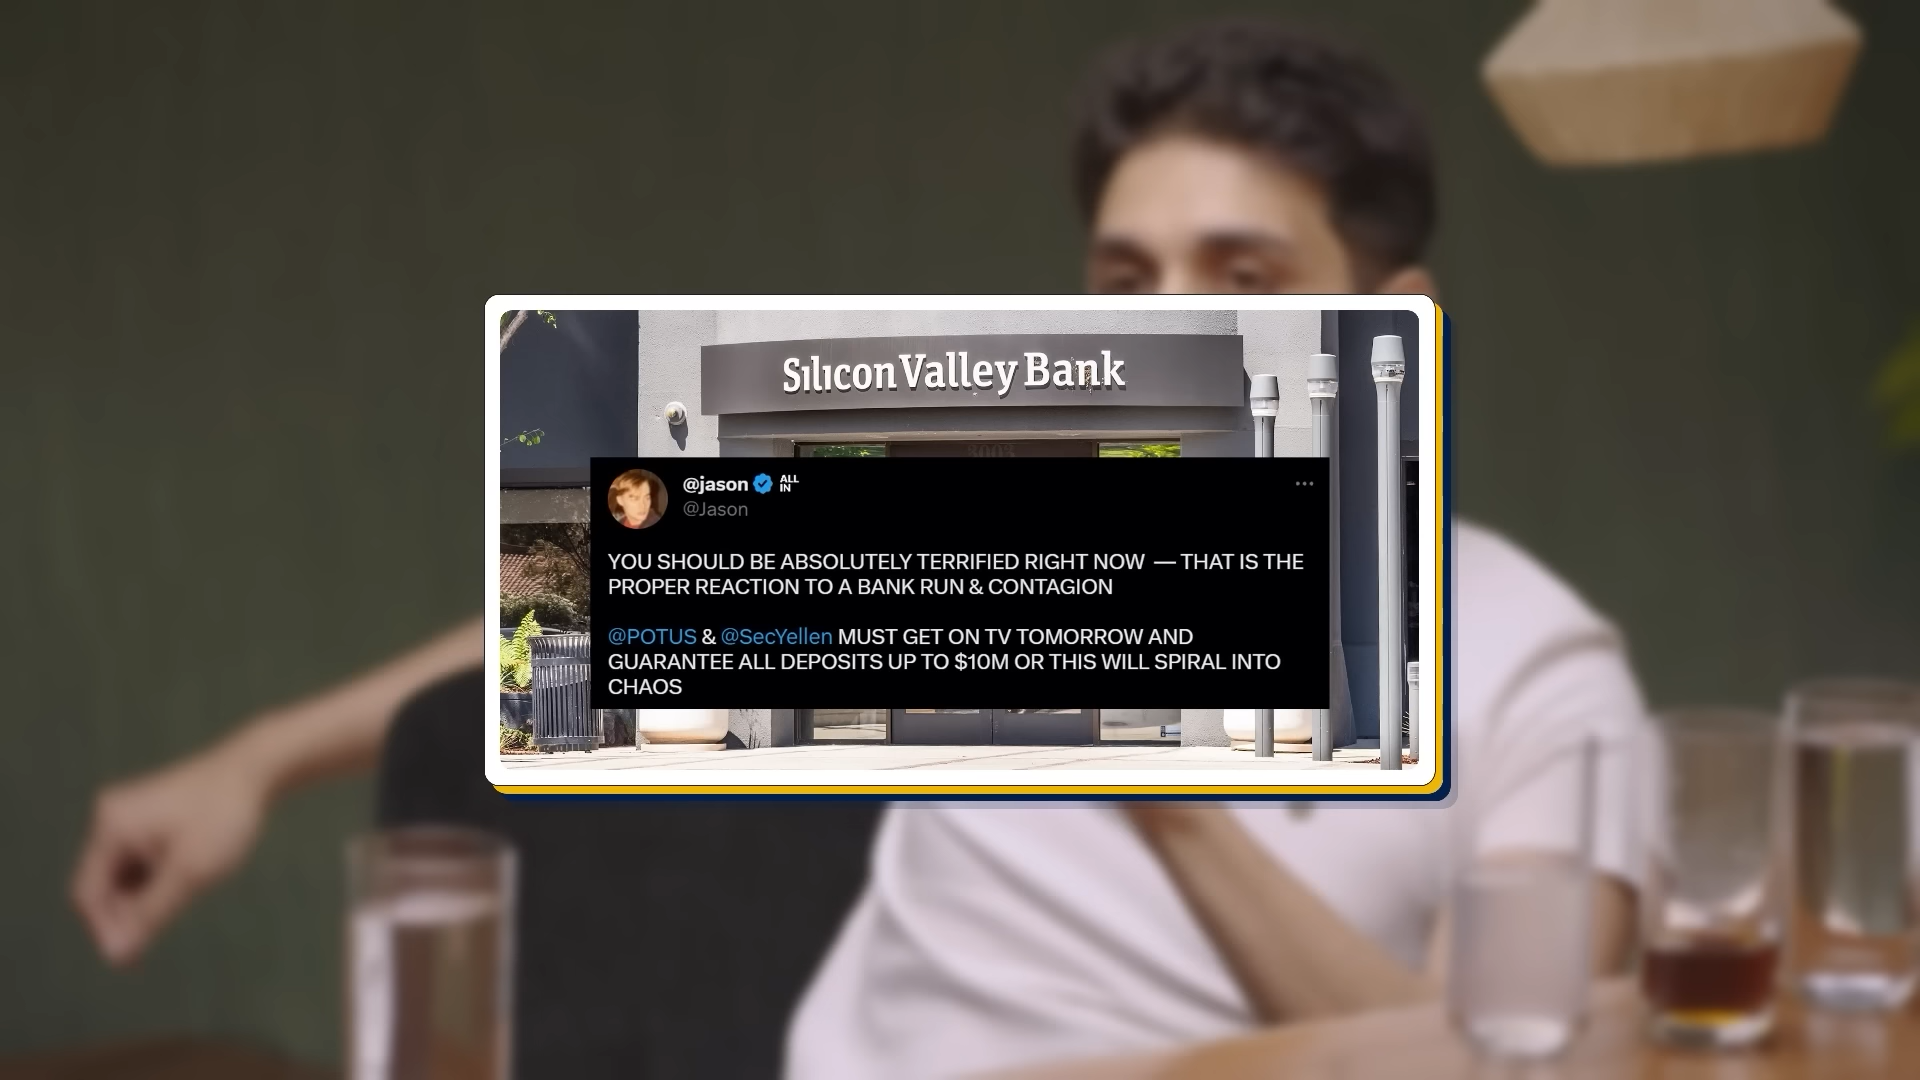 Silicon Valley Bank
3003
@jason ALL IN
@Jason
YOU SHOULD BE ABSOLUTELY TERRIFIED RIGHT NOW — THAT IS THE
PROPER REACTION TO A BANK RUN & CONTAGION
@POTUS & @SecYellen MUST GET ON TV TOMORROW AND
GUARANTEE ALL DEPOSITS UP TO $10M OR THIS WILL SPIRAL INTO
CHAOS